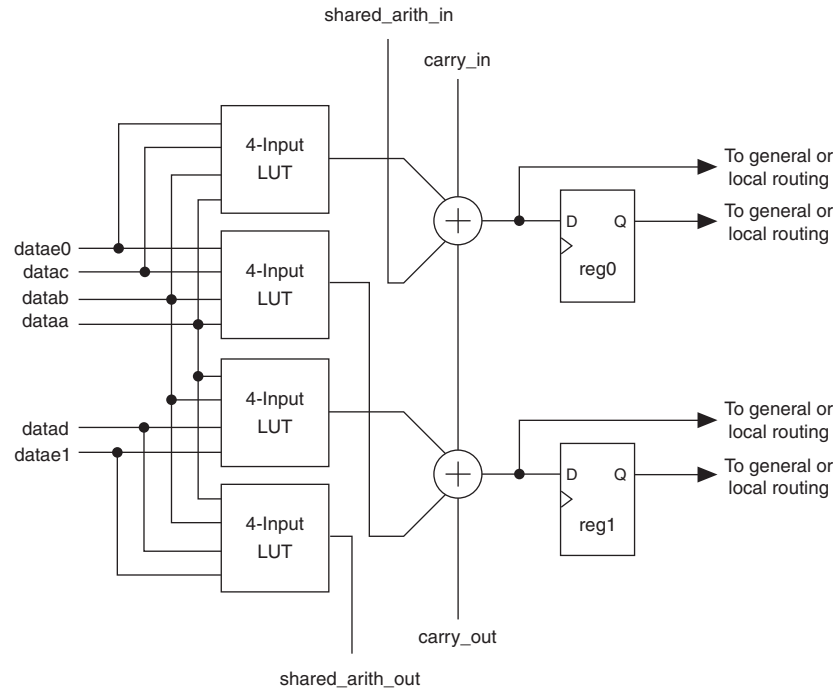 shared_arith_in
carry_in
4-Input
LUT
To general or
local routing
To general or
local routing
D
Q
reg0
datae0
datac
datab
dataa
4-Input
LUT
4-Input
LUT
To general or
local routing
datad
datae1
To general or
local routing
D
Q
reg1
4-Input
LUT
carry_out
shared_arith_out